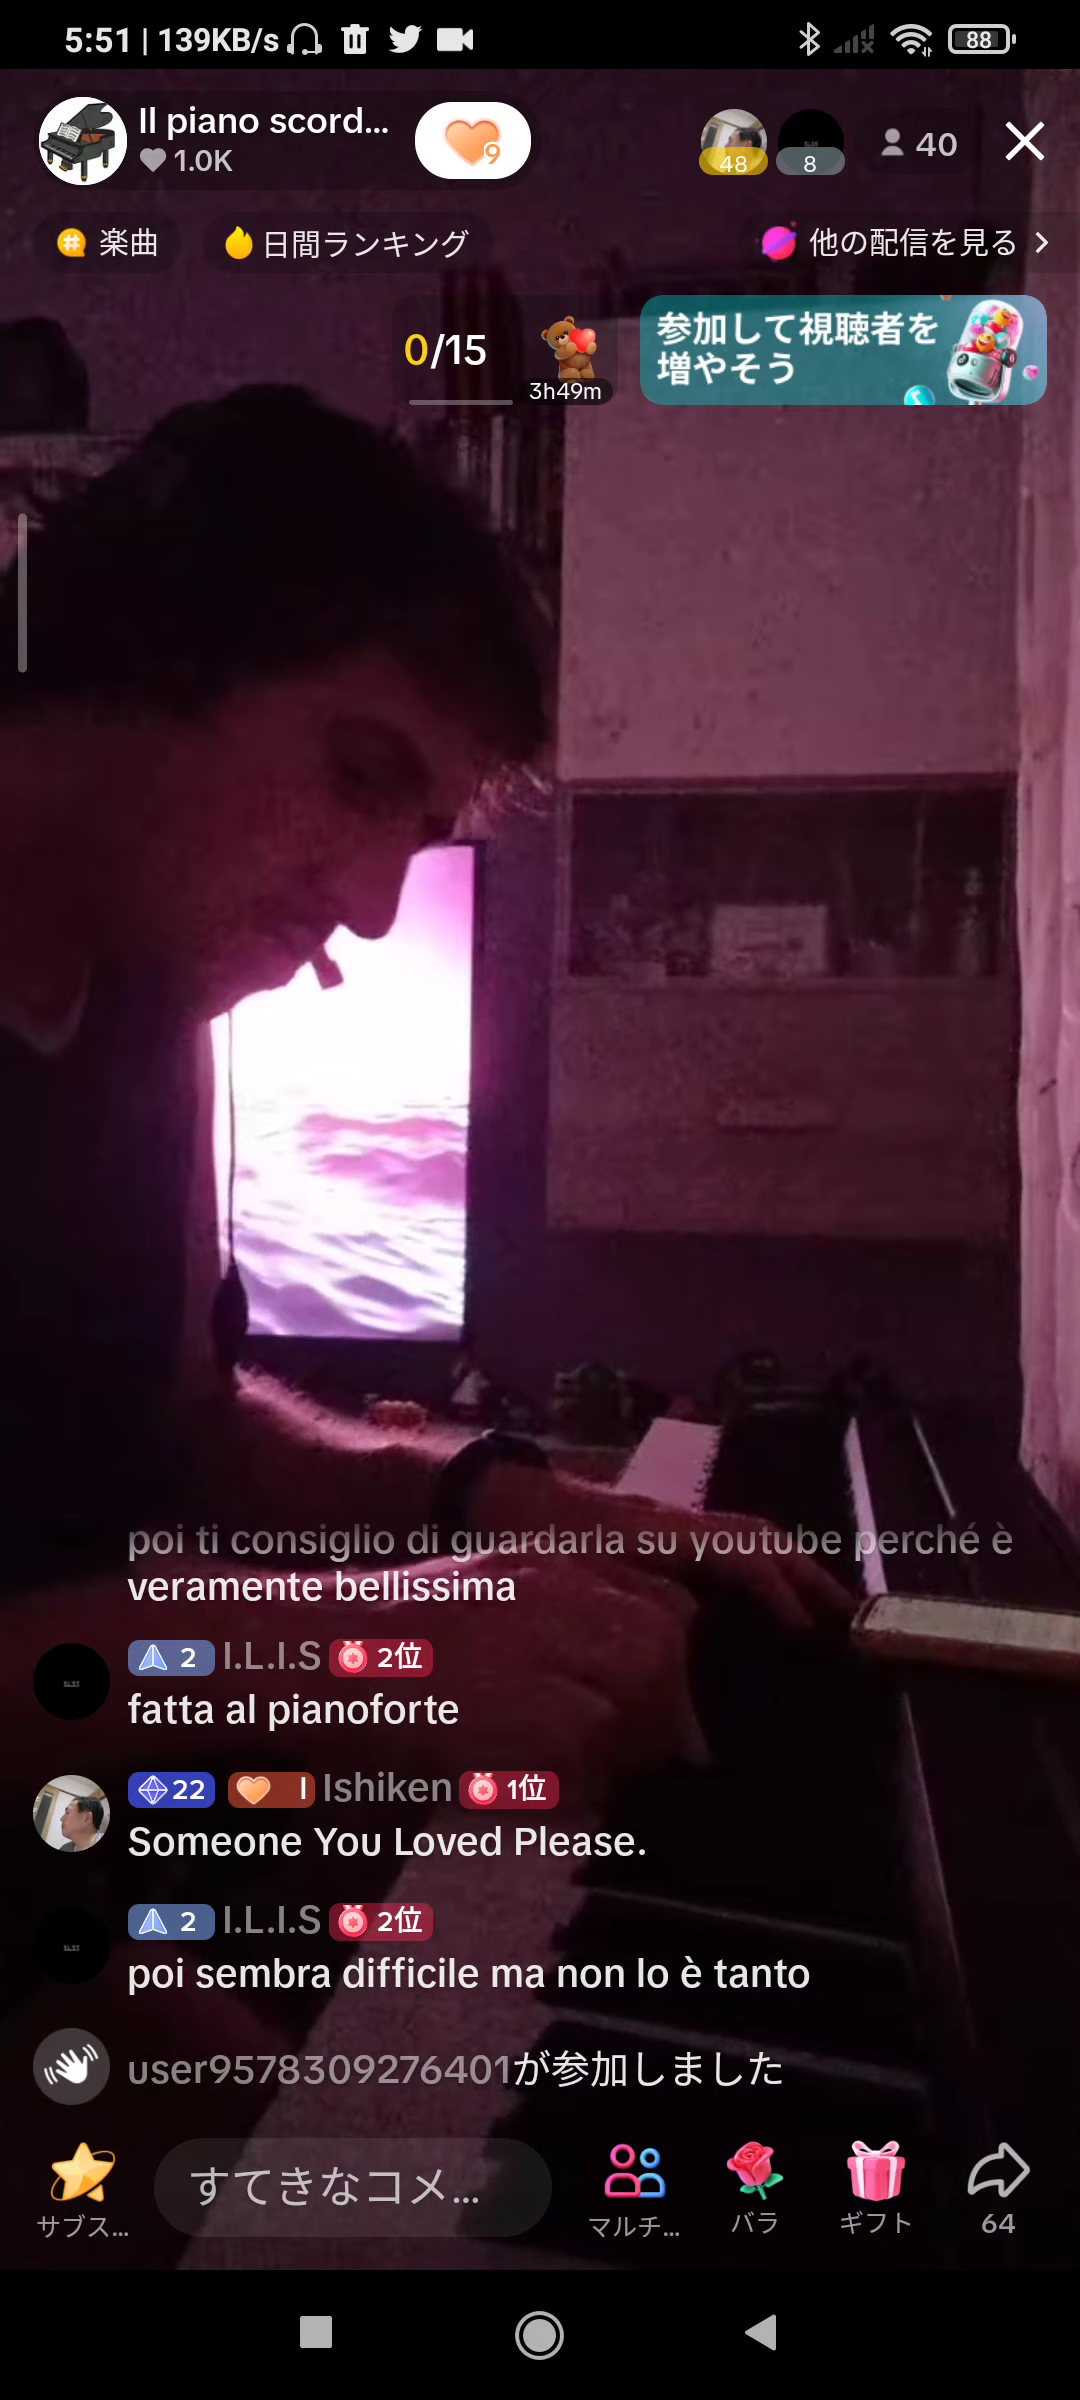 5:51 | 139KB/s
88
Il piano scord...
1.0K
9
48
8
40
楽曲
日間ランキング
他の配信を見る
0/15
3h49m
参加して視聴者を
増やそう
poi ti consiglio di guardarla su youtube perché è
veramente bellissima
2 I.L.I.S 2位
fatta al pianoforte
22 I Ishiken 1位
Someone You Loved Please.
2 I.L.I.S 2位
poi sembra difficile ma non lo è tanto
user9578309276401が参加しました
サブス...
すてきなコメ...
マルチ...
バラ
ギフト
64